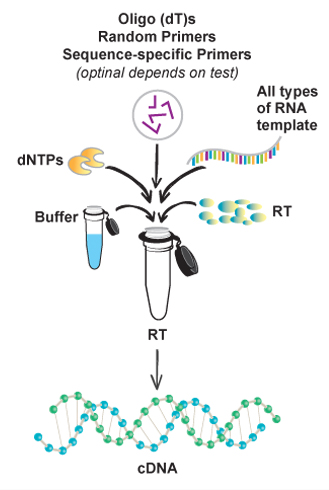 Oligo (dT)s
Random Primers
Sequence-specific Primers
(optinal depends on test)
All types
of RNA
template
dNTPs
Buffer
RT
RT
cDNA